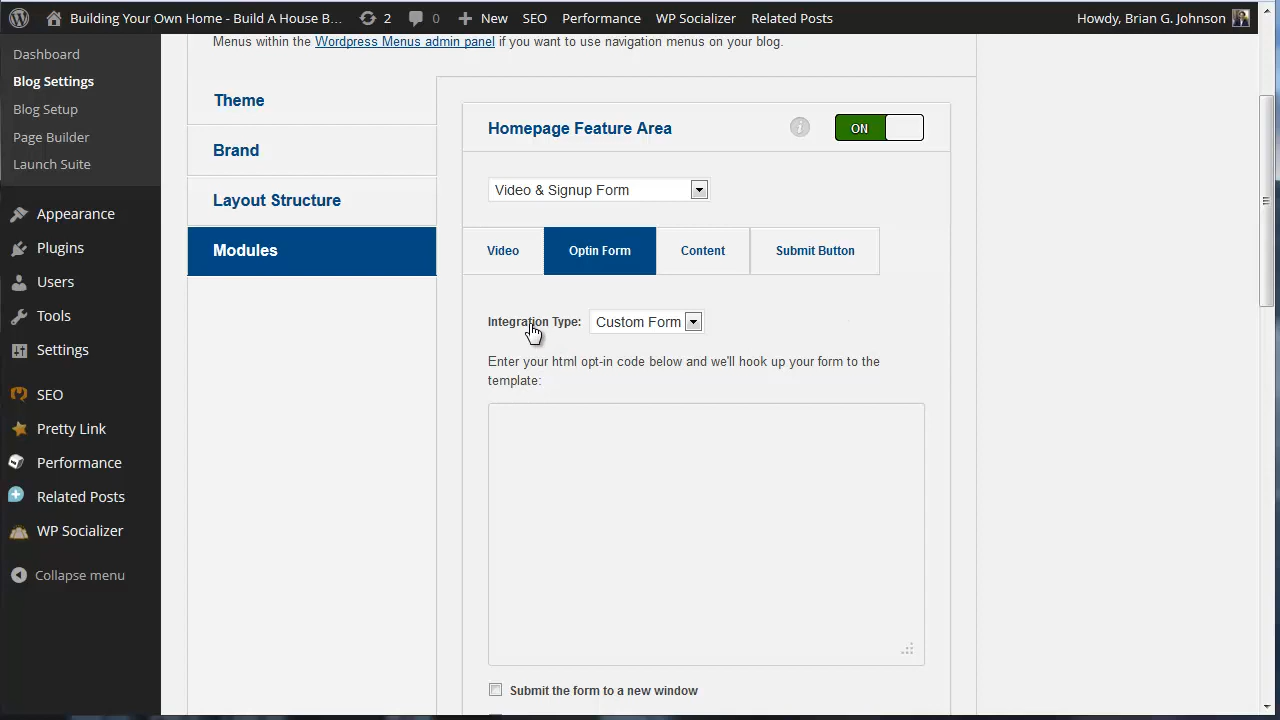 Building Your Own Home - Build A House B... 2 0 New SEO Performance WP Socializer Related Posts Howdy, Brian G. Johnson
Menus within the Wordpress Menus admin panel if you want to use navigation menus on your blog.
Dashboard
Blog Settings
Blog Setup
Page Builder
Launch Suite
Appearance
Plugins
Users
Tools
Settings
SEO
Pretty Link
Performance
Related Posts
WP Socializer
Collapse menu
Theme
Brand
Layout Structure
Modules
Homepage Feature Area i ON
Video & Signup Form
Video Optin Form Content Submit Button
Integration Type: Custom Form
Enter your html opt-in code below and we'll hook up your form to the
template:
Submit the form to a new window